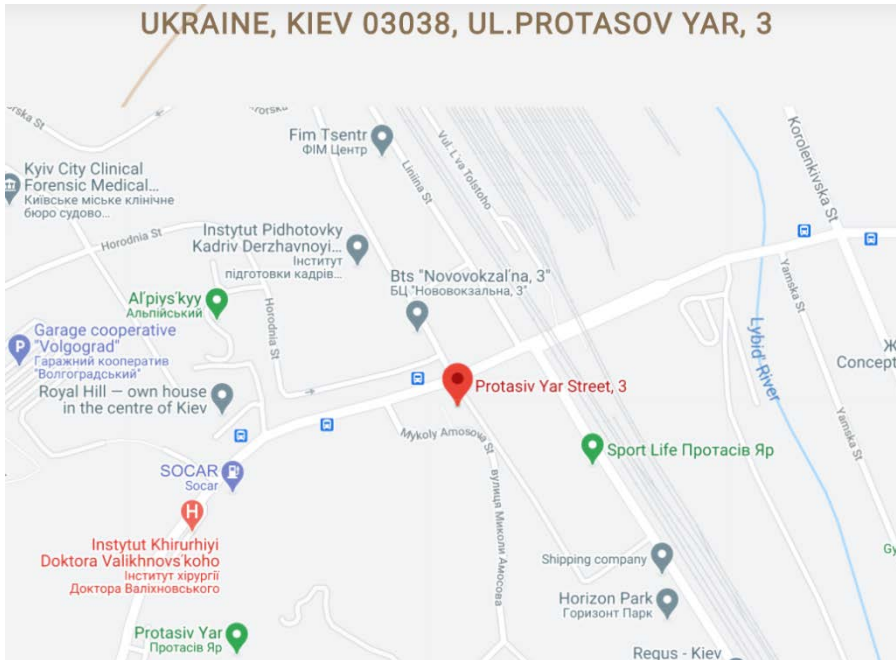 UKRAINE, KIEV 03038, UL.PROTASOV YAR, 3
Fim Tsentr
ФІМ Центр
Liniina St
Vul. L'va Tolstoho
Korolenkivska St
Kyiv City Clinical
Forensic Medical...
Київське міське клінічне
бюро судово...
Horodnia St
Instytut Pidhotovky
Kadriv Derzhavnoyi...
Інститут
підготовки кадрів...
Bts "Novovokzal'na, 3"
БЦ "Нововокзальна, 3"
Yamska St
Al'piys'kyy
Альпійський
Horodnia St
Lybid' River
Garage cooperative
"Volgograd"
Гаражний кооператив
"Волгоградський"
Concept
Royal Hill — own house
in the centre of Kiev
Protasiv Yar Street, 3
Mykoly Amosova St
Sport Life Протасів Яр
Yamska St
SOCAR
Socar
вулиця Миколи Амосова
Instytut Khirurhiyi
Doktora Valikhnovs'koho
Інститут хірургії
Доктора Валіхновського
Shipping company
Horizon Park
Горизонт Парк
Protasiv Yar
Протасів Яр
Regus - Kiev